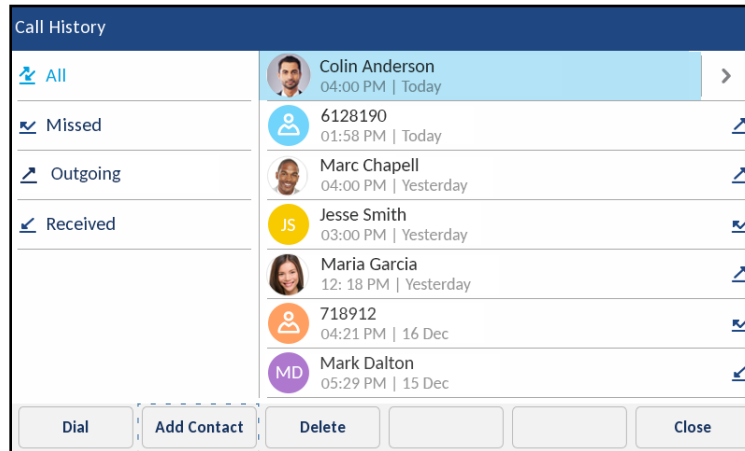 Call History
All
Missed
Outgoing
Received
Colin Anderson
04:00 PM | Today
6128190
01:58 PM | Today
Marc Chapell
04:00 PM | Yesterday
JS
Jesse Smith
03:00 PM | Yesterday
Maria Garcia
12: 18 PM | Yesterday
718912
04:21 PM | 16 Dec
MD
Mark Dalton
05:29 PM | 15 Dec
Dial
Add Contact
Delete
Close